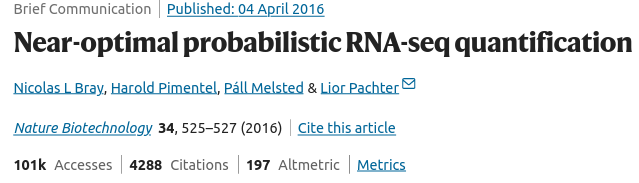 Brief Communication | Published: 04 April 2016
Near-optimal probabilistic RNA-seq quantification
Nicolas L Bray, Harold Pimentel, Páll Melsted & Lior Pachter
Nature Biotechnology 34, 525–527 (2016) | Cite this article
101k Accesses | 4288 Citations | 197 Altmetric | Metrics